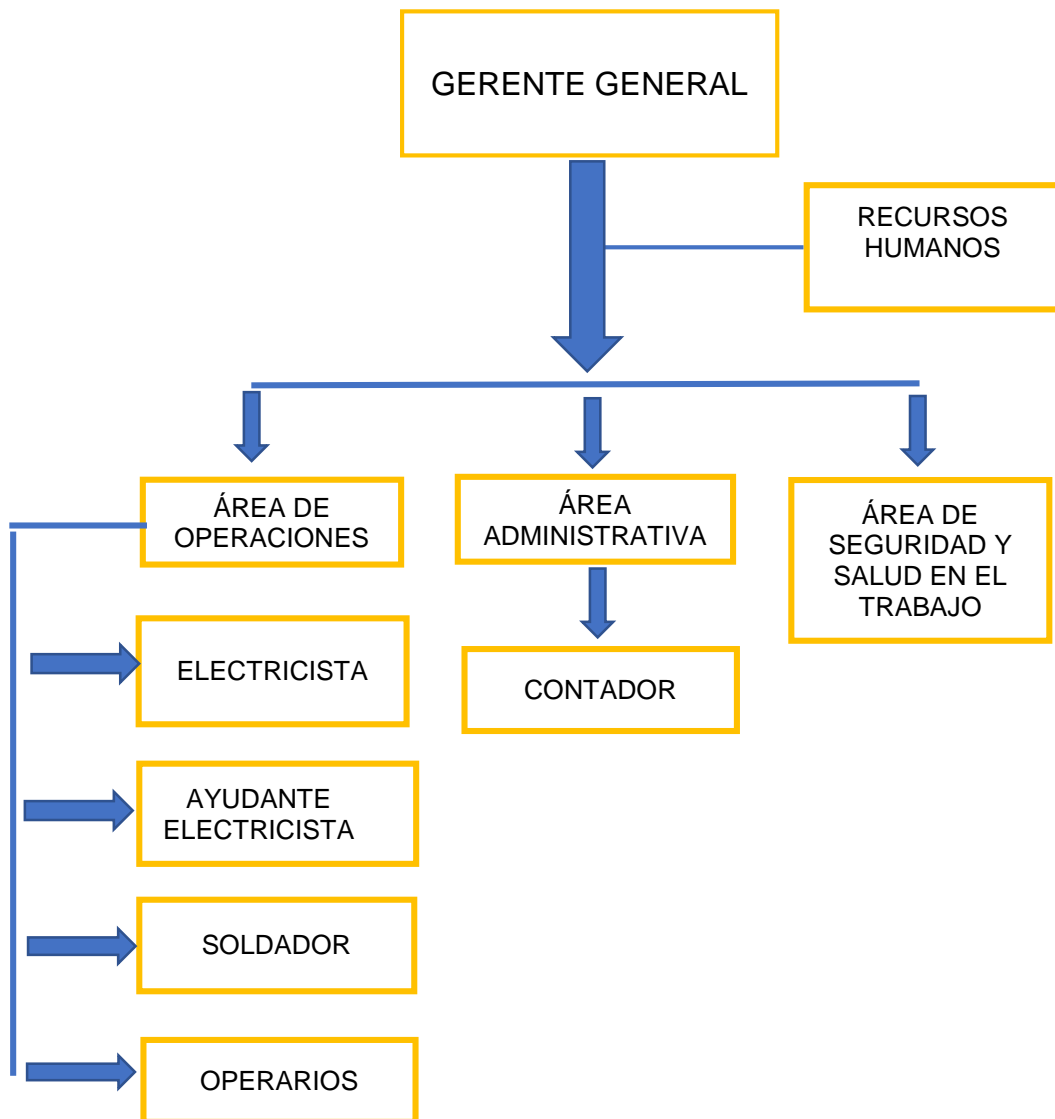 GERENTE GENERAL
RECURSOS
HUMANOS
ÁREA DE
OPERACIONES
ÁREA
ADMINISTRATIVA
ÁREA DE
SEGURIDAD Y
SALUD EN EL
TRABAJO
ELECTRICISTA
CONTADOR
AYUDANTE
ELECTRICISTA
SOLDADOR
OPERARIOS